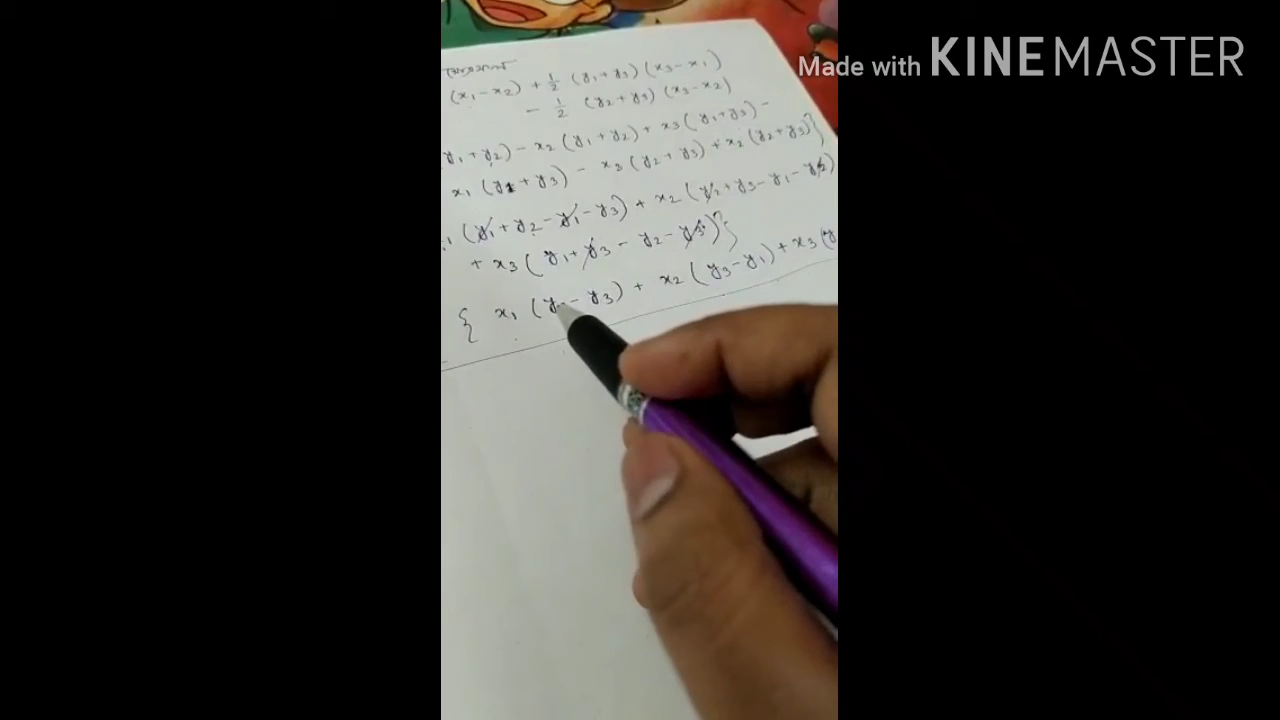 Made with KINEMASTER
(x₁ - x₂) + 1/2 (y₁ + y₃) (x₃ - x₁)
- 1/2 (y₂ + y₃) (x₃ - x₂)
y₁ + y₂) - x₂ (y₁ + y₂) + x₃ (y₁ + y₃) -
x₁ (y₁ + y₃) - x₃ (y₂ + y₃) + x₂ (y₂ + y₃)}
(y₁ + y₂ - y₁ - y₃) + x₂ (y₂ + y₃ - y₁ - y₂)
+ x₃ (y₁ + y₃ - y₂ - y₃)}
{ x₁ (y - y₃) + x₂ (y₃ - y₁) + x₃ (y